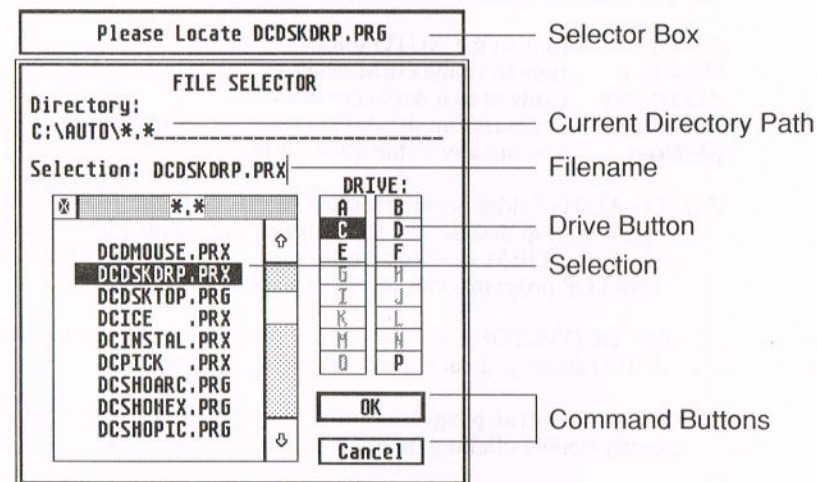 Please Locate DCDSKDRP.PRG
Selector Box
FILE SELECTOR
Directory:
C:\AUTO\*.*
Current Directory Path
Selection: DCDSKDRP.PRX
Filename
DRIVE:
*.*
A B
Drive Button
C D
DCDMOUSE.PRX
E F
DCDSKDRP.PRX
Selection
G H
DCDSKTOP.PRG
I J
DCICE .PRX
K L
DCINSTAL.PRX
M N
DCPICK .PRX
O P
DCSHOARC.PRG
DCSHOHEX.PRG
OK
Command Buttons
DCSHOPIC.PRG
Cancel